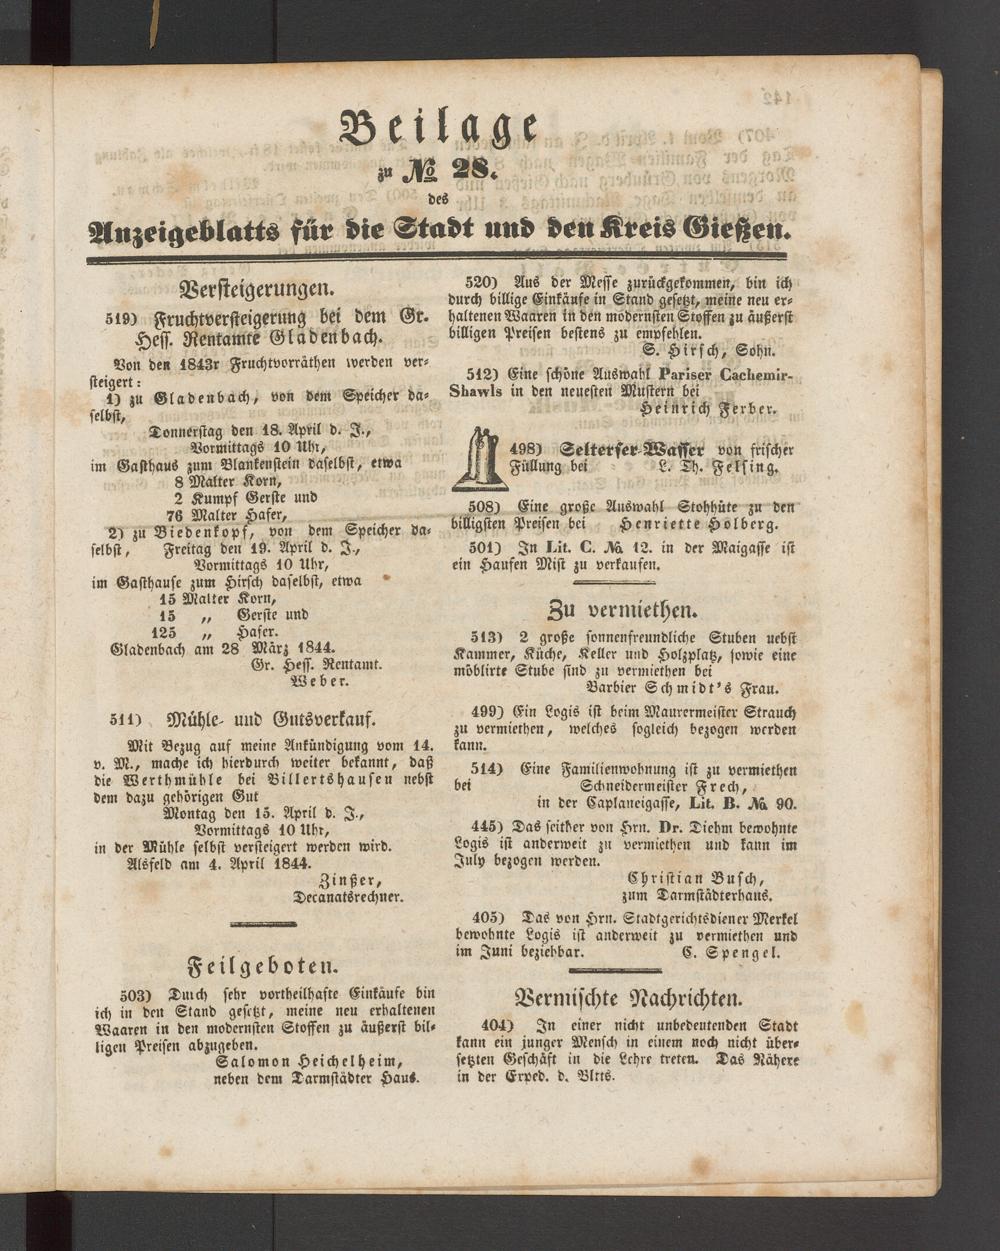 Beilage
zu No 28.
des
Anzeigeblatts für die Stadt und den Kreis Gießen.
Versteigerungen.
519) Fruchtversteigerung bei dem Gr.
Hess. Rentamte Gladenbach.
Von den 1843r Fruchtvorräthen werden ver-
steigert:
1) zu Gladenbach, von dem Speicher da-
selbst,
Donnerstag den 18. April d. J.,
Vormittags 10 Uhr,
im Gasthaus zum Blankenstein daselbst, etwa
8 Malter Korn,
2 Kumpf Gerste und
76 Malter Hafer,
2) zu Biedenkopf, von dem Speicher da-
selbst, Freitag den 19. April d. J.,
Vormittags 10 Uhr,
im Gasthause zum Hirsch daselbst, etwa
15 Malter Korn,
15 „ Gerste und
125 „ Hafer.
Gladenbach am 28 März 1844.
Gr. Hess. Rentamt.
Weber.
511) Mühle- und Gutsverkauf.
Mit Bezug auf meine Ankündigung vom 14.
v. M., mache ich hierdurch weiter bekannt, daß
die Werthmühle bei Billertshausen nebst
dem dazu gehörigen Gut
Montag den 15. April d. J.,
Vormittags 10 Uhr,
in der Mühle selbst versteigert werden wird.
Alsfeld am 4. April 1844.
Zinßer,
Decanatsrechner.
Feilgeboten.
503) Durch sehr vortheilhafte Einkäufe bin
ich in den Stand gesetzt, meine neu erhaltenen
Waaren in den modernsten Stoffen zu äußerst bil-
ligen Preisen abzugeben.
Salomon Heichelheim,
neben dem Darmstädter Haus.
520) Aus der Messe zurückgekommen, bin ich
durch billige Einkäufe in Stand gesetzt, meine neu er-
haltenen Waaren in den modernsten Stoffen zu äußerst
billigen Preisen bestens zu empfehlen.
S. Hirsch, Sohn.
512) Eine schöne Auswahl Pariser Cachemir-
Shawls in den neuesten Mustern bei
Heinrich Ferber.
498) Selterser-Wasser von frischer
Füllung bei L. Th. Felsing.
508) Eine große Auswahl Stohhüte zu den
billigsten Preisen bei Henriette Holberg.
501) In Lit. C. No. 12. in der Maigasse ist
ein Haufen Mist zu verkaufen.
Zu vermiethen.
513) 2 große sonnenfreundliche Stuben nebst
Kammer, Küche, Keller und Holzplatz, sowie eine
möblirte Stube sind zu vermiethen bei
Barbier Schmidt's Frau.
499) Ein Logis ist beim Maurermeister Strauch
zu vermiethen, welches sogleich bezogen werden
kann.
514) Eine Familienwohnung ist zu vermiethen
bei Schneidermeister Frech,
in der Caplaneigasse, Lit. B. No. 90.
445) Das seither von Hrn. Dr. Diehm bewohnte
Logis ist anderweit zu vermiethen und kann im
July bezogen werden.
Christian Busch,
zum Darmstädterhaus.
405) Das von Hrn. Stadtgerichtsdiener Merkel
bewohnte Logis ist anderweit zu vermiethen und
im Juni beziehbar. C. Spengel.
Vermischte Nachrichten.
404) In einer nicht unbedeutenden Stadt
kann ein junger Mensch in einem noch nicht über-
setzten Geschäft in die Lehre treten. Das Nähere
in der Exped. d. Bltts.